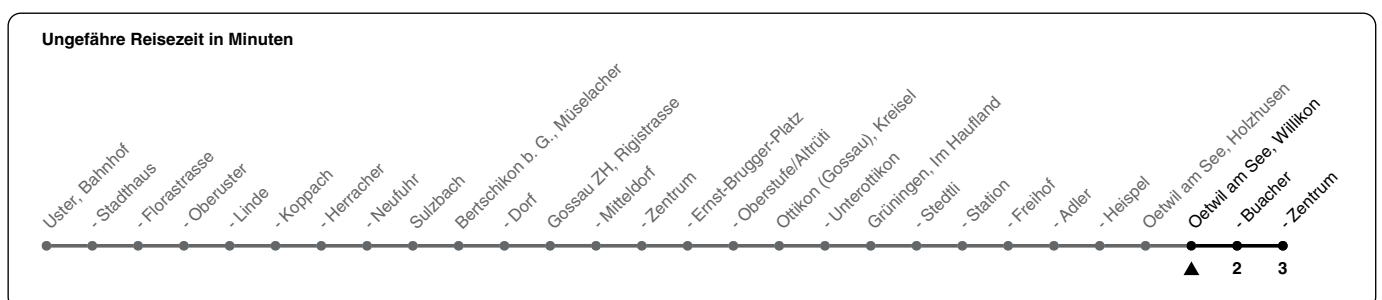 Ungefähre Reisezeit in Minuten
Uster, Bahnhof
- Stadthaus
- Florastrasse
- Oberuster
- Linde
- Koppach
- Herracher
- Neufuhr
Sulzbach
Bertschikon b. G., Müselacher
- Dorf
Gossau ZH, Rigistrasse
- Mitteldorf
- Zentrum
- Ernst-Brugger-Platz
- Oberstufe/Altrüti
Ottikon (Gossau), Kreisel
- Unterottikon
Grüningen, Im Haufland
- Stedtli
- Station
- Freihof
- Adler
- Heispel
Oetwil am See, Holzhusen
Oetwil am See, Willikon
- Buacher
- Zentrum
2 3